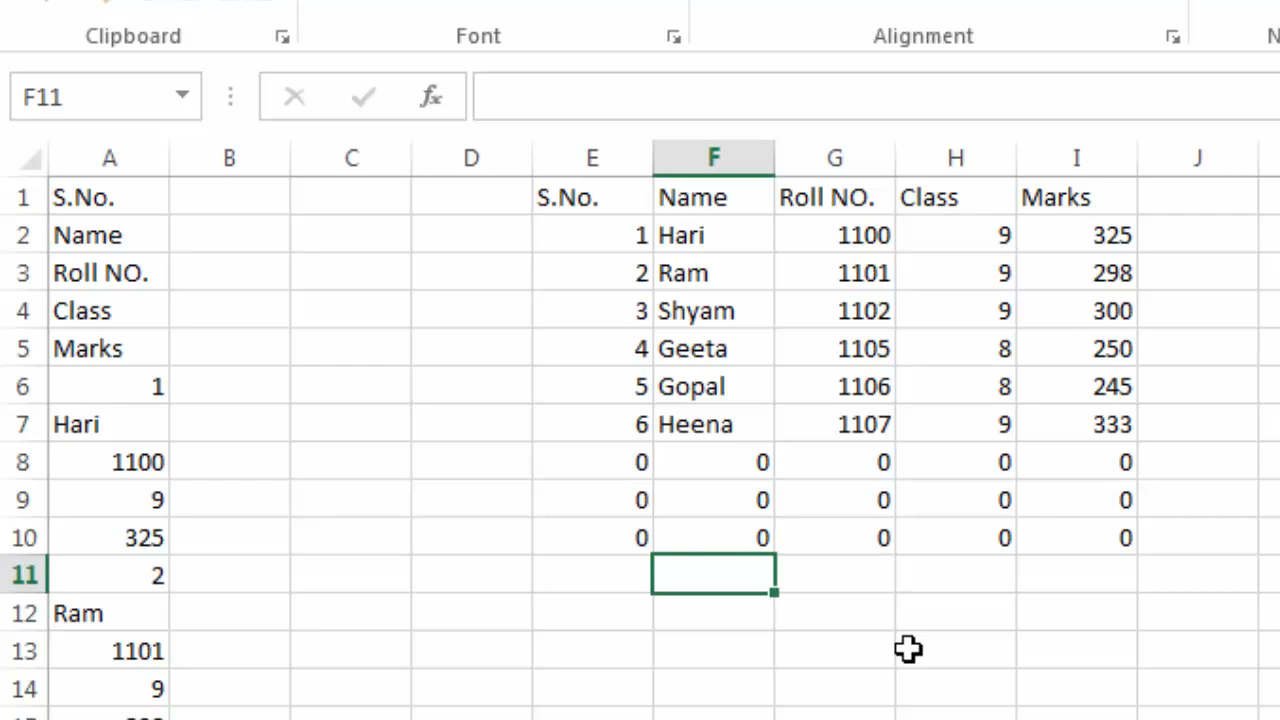 Clipboard Font Alignment N
F11 fx
A B C D E F G H I J
1 S.No. S.No. Name Roll NO. Class Marks
2 Name 1 Hari 1100 9 325
3 Roll NO. 2 Ram 1101 9 298
4 Class 3 Shyam 1102 9 300
5 Marks 4 Geeta 1105 8 250
6 1 5 Gopal 1106 8 245
7 Hari 6 Heena 1107 9 333
8 1100 0 0 0 0 0
9 9 0 0 0 0 0
10 325 0 0 0 0 0
11 2
12 Ram
13 1101
14 9